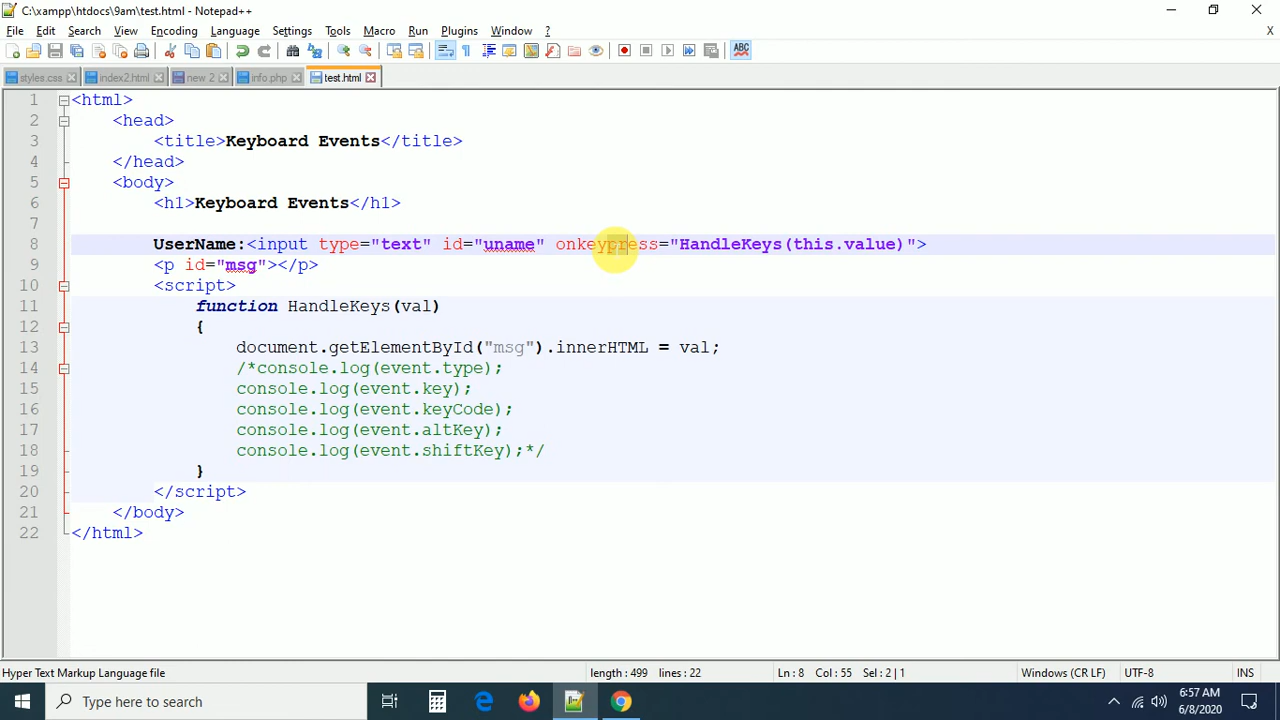 C:\xampp\htdocs\9am\test.html - Notepad++
File Edit Search View Encoding Language Settings Tools Macro Run Plugins Window ? X
ABC
styles.css index2.html new 2 info.php test.html
1 <html>
2 <head>
3 <title>Keyboard Events</title>
4 </head>
5 <body>
6 <h1>Keyboard Events</h1>
7
8 UserName:<input type="text" id="uname" onkeypress="HandleKeys(this.value)">
9 <p id="msg"></p>
10 <script>
11 function HandleKeys(val)
12 {
13 document.getElementById("msg").innerHTML = val;
14 /*console.log(event.type);
15 console.log(event.key);
16 console.log(event.keyCode);
17 console.log(event.altKey);
18 console.log(event.shiftKey);*/
19 }
20 </script>
21 </body>
22 </html>
Hyper Text Markup Language file length : 499 lines : 22 Ln : 8 Col : 55 Sel : 2 | 1 Windows (CR LF) UTF-8 INS
Type here to search
6:57 AM
6/8/2020